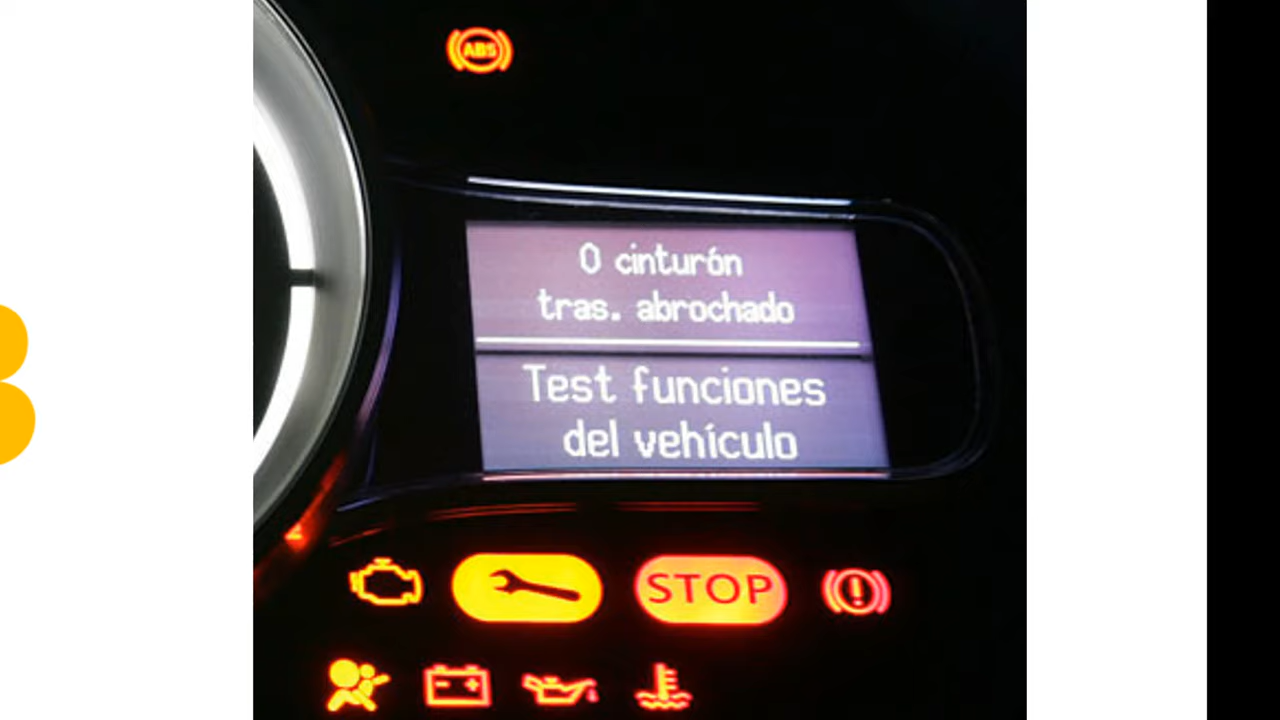 ABS
0 cinturón
tras. abrochado
Test funciones
del vehículo
STOP